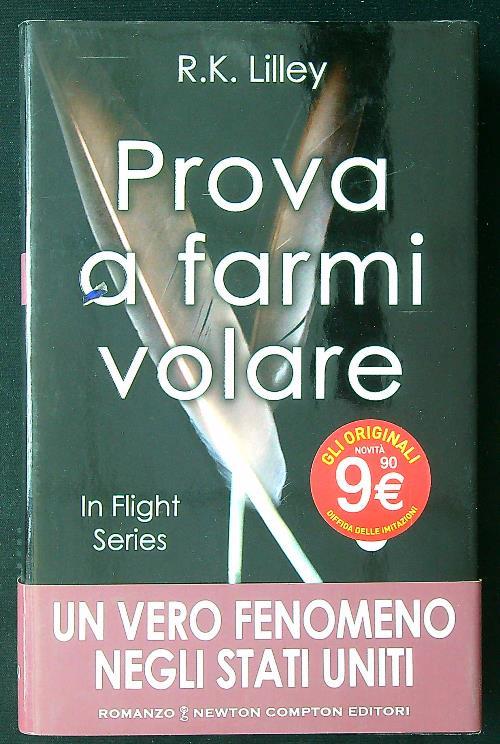 R.K. Lilley
Prova
a farmi
volare
GLI ORIGINALI
NOVITÀ
9,90€
DIFFIDA DELLE IMITAZIONI
In Flight
Series
UN VERO FENOMENO
NEGLI STATI UNITI
ROMANZO NEWTON COMPTON EDITORI